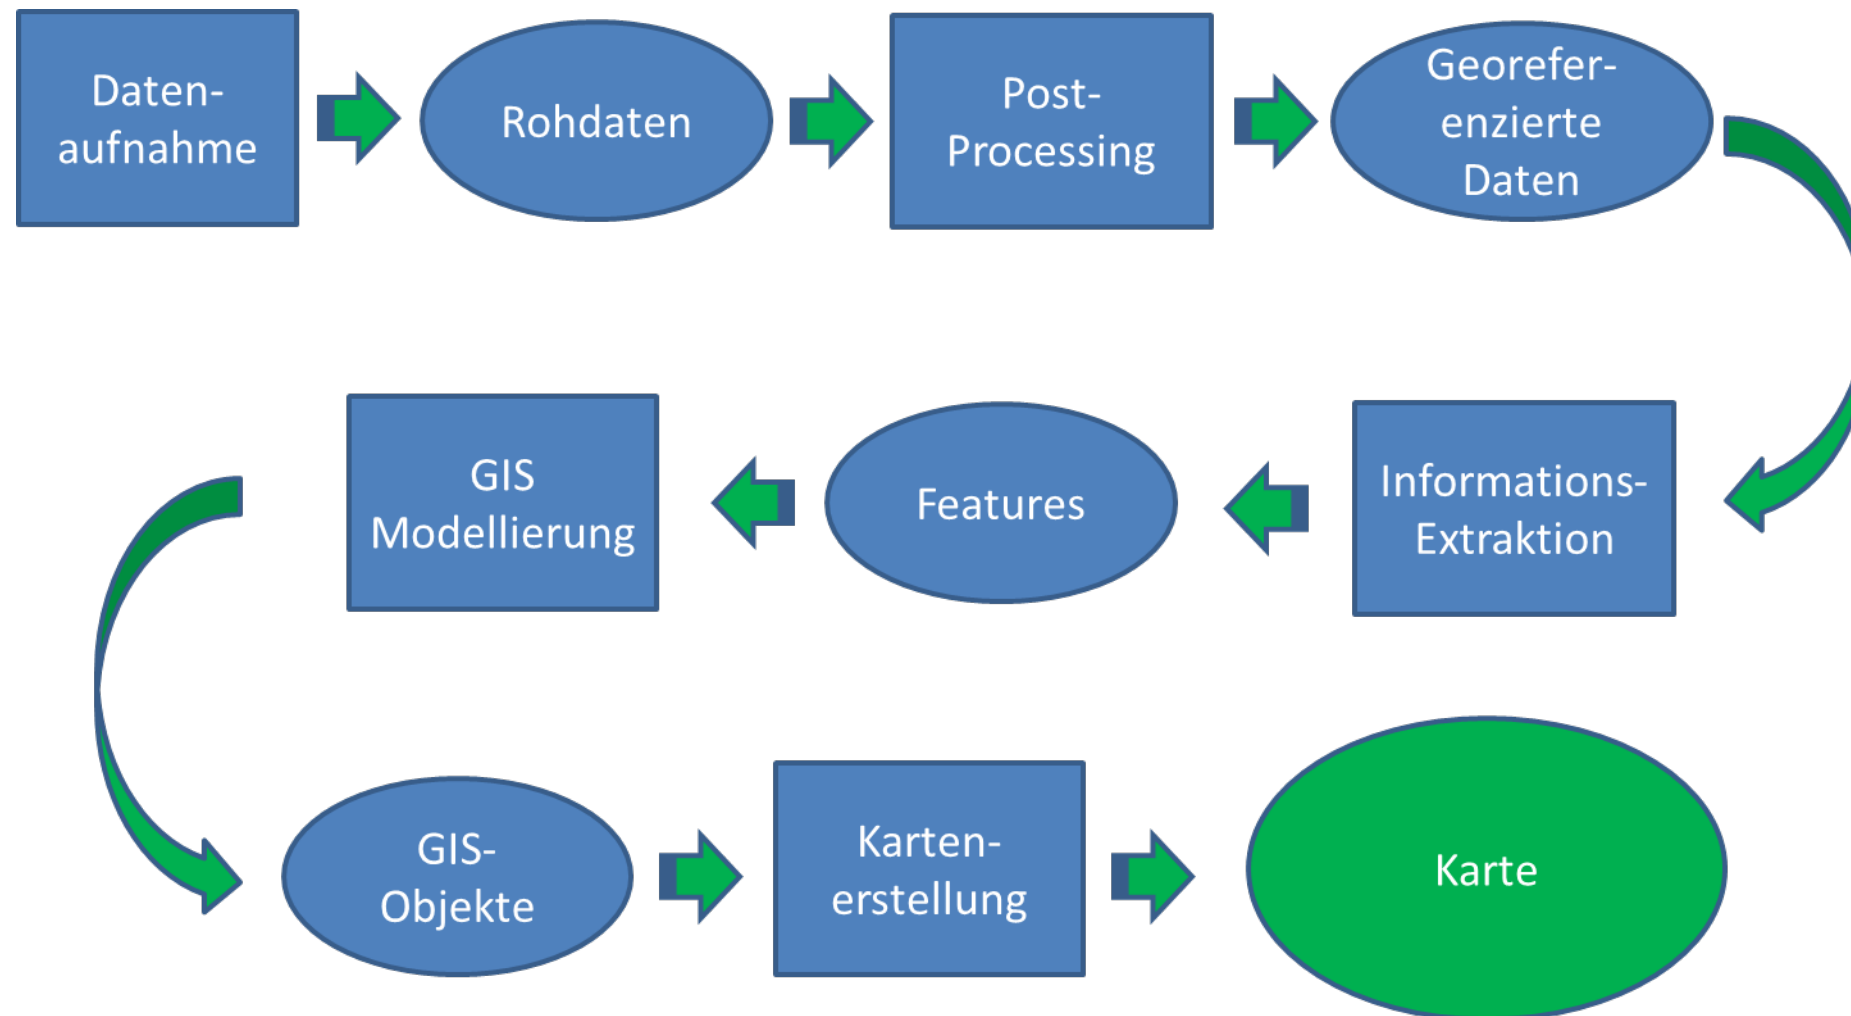 Daten-
aufnahme
Rohdaten
Post-
Processing
Georefer-
enzierte
Daten
GIS
Modellierung
Features
Informations-
Extraktion
GIS-
Objekte
Karten-
erstellung
Karte